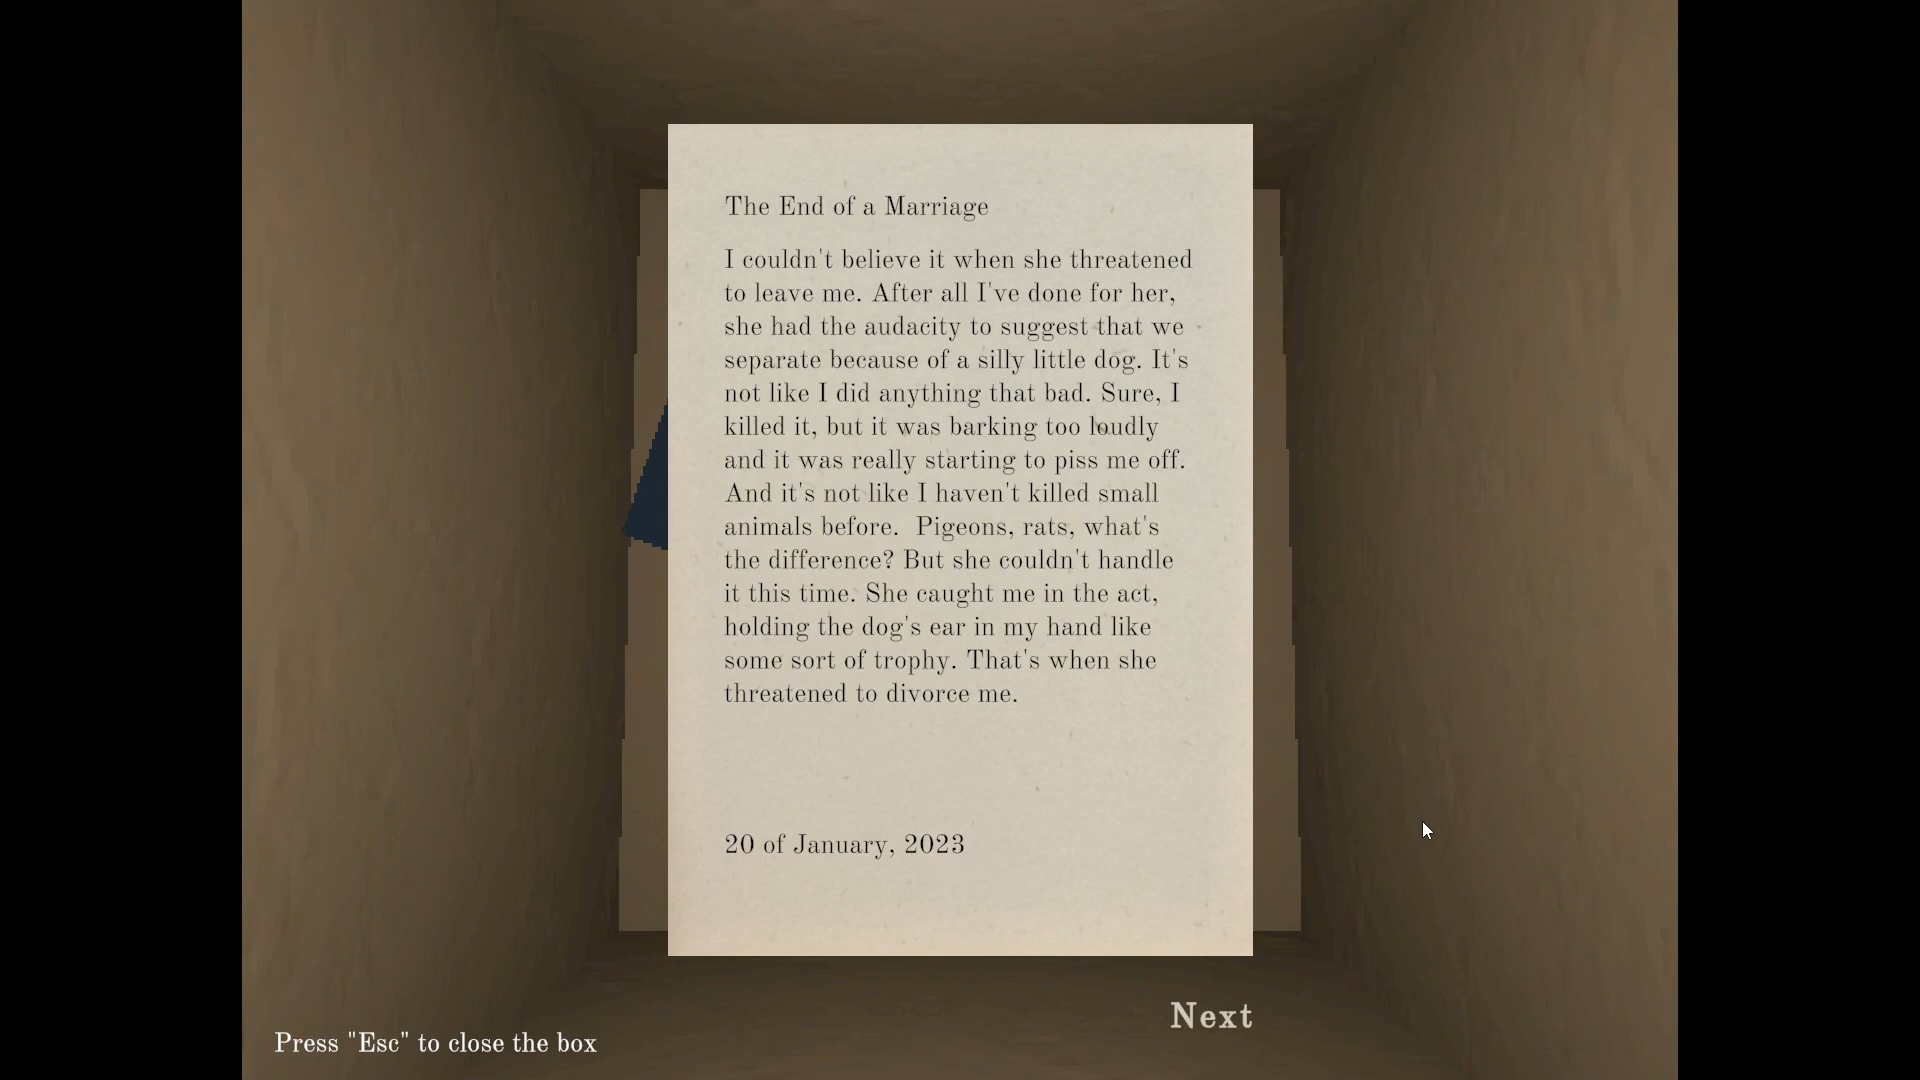 The End of a Marriage
I couldn't believe it when she threatened
to leave me. After all I've done for her,
she had the audacity to suggest that we
separate because of a silly little dog. It's
not like I did anything that bad. Sure, I
killed it, but it was barking too loudly
and it was really starting to piss me off.
And it's not like I haven't killed small
animals before.  Pigeons, rats, what's
the difference? But she couldn't handle
it this time. She caught me in the act,
holding the dog's ear in my hand like
some sort of trophy. That's when she
threatened to divorce me.
20 of January, 2023
Next
Press "Esc" to close the box